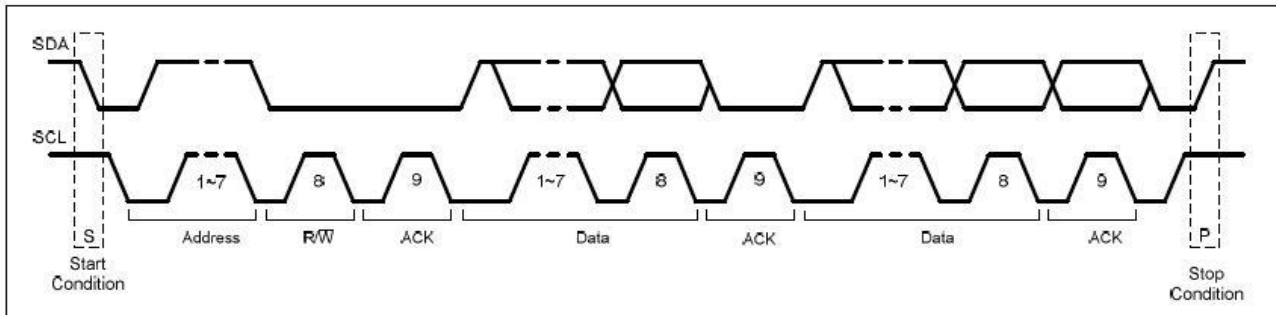 SDA
SCL
1~7 8 9 1~7 8 9 1~7 8 9
S Address R/W ACK Data ACK Data ACK P
Start Condition
Stop Condition